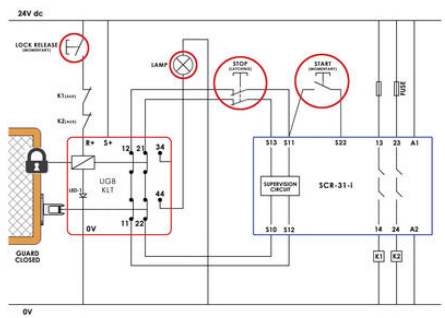 24V dc
LOCK RELEASE
(MOMENTARY)
LAMP
STOP
(LATCHING)
START
(MOMENTARY)
K1(AUX)
K2(AUX)
FUSE
R+ S+
12 21 34
S13 S11 S22 13 23 A1
UGB
KLT
LED-1
44
SUPERVISION
CIRCUIT
SCR-31-i
0V
11 22
S10 S12 14 24 A2
GUARD
CLOSED
K1 K2
0V